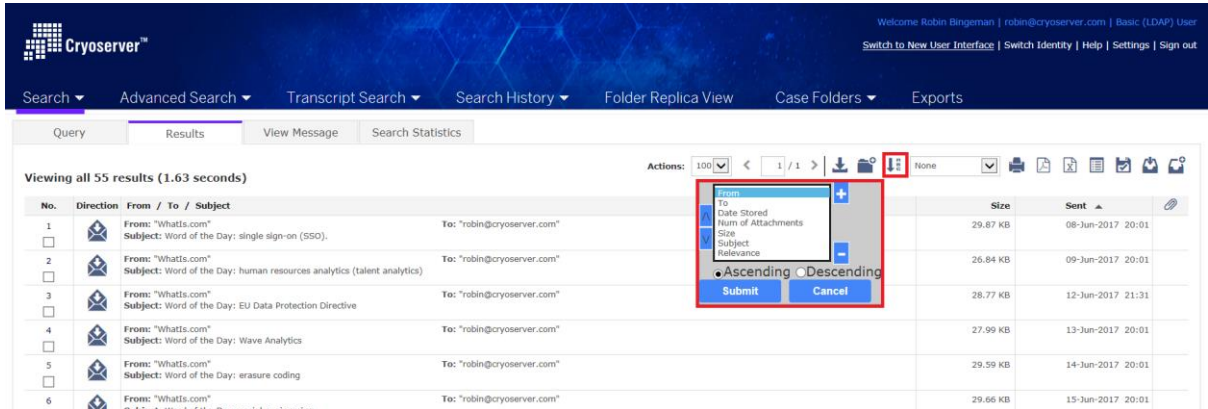 Welcome Robin Bingeman | robin@cryoserver.com | Basic (LDAP) User
Cryoserver™
Switch to New User Interface | Switch Identity | Help | Settings | Sign out
Search Advanced Search Transcript Search Search History Folder Replica View Case Folders Exports
Query Results View Message Search Statistics
Actions: 100 < 1 / 1 > None
Viewing all 55 results (1.63 seconds)
No. Direction From / To / Subject Size Sent
From
To
Date Stored
Num of Attachments
Size
Subject
Relevance
Ascending Descending
Submit Cancel
1 From: "WhatIs.com" To: "robin@cryoserver.com" 29.87 KB 08-Jun-2017 20:01
Subject: Word of the Day: single sign-on (SSO).
2 From: "WhatIs.com" To: "robin@cryoserver.com" 26.84 KB 09-Jun-2017 20:01
Subject: Word of the Day: human resources analytics (talent analytics)
3 From: "WhatIs.com" To: "robin@cryoserver.com" 28.77 KB 12-Jun-2017 21:31
Subject: Word of the Day: EU Data Protection Directive
4 From: "WhatIs.com" To: "robin@cryoserver.com" 27.99 KB 13-Jun-2017 20:01
Subject: Word of the Day: Wave Analytics
5 From: "WhatIs.com" To: "robin@cryoserver.com" 29.59 KB 14-Jun-2017 20:01
Subject: Word of the Day: erasure coding
6 From: "WhatIs.com" To: "robin@cryoserver.com" 29.66 KB 15-Jun-2017 20:01